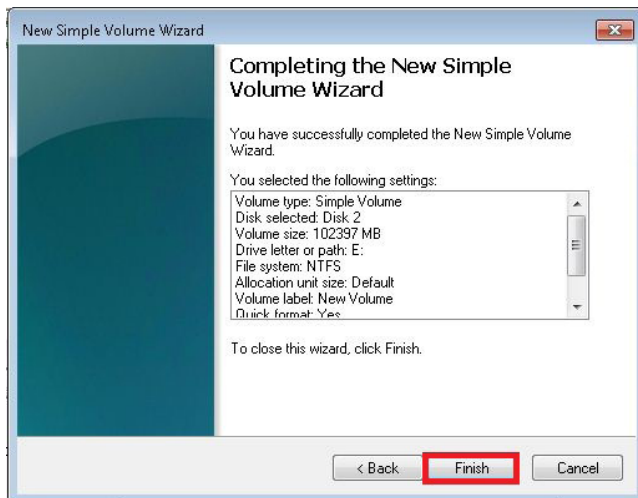 New Simple Volume Wizard
Completing the New Simple
Volume Wizard
You have successfully completed the New Simple Volume
Wizard.
You selected the following settings:
Volume type: Simple Volume
Disk selected: Disk 2
Volume size: 102397 MB
Drive letter or path: E:
File system: NTFS
Allocation unit size: Default
Volume label: New Volume
Quick format: Yes
To close this wizard, click Finish.
< Back Finish Cancel